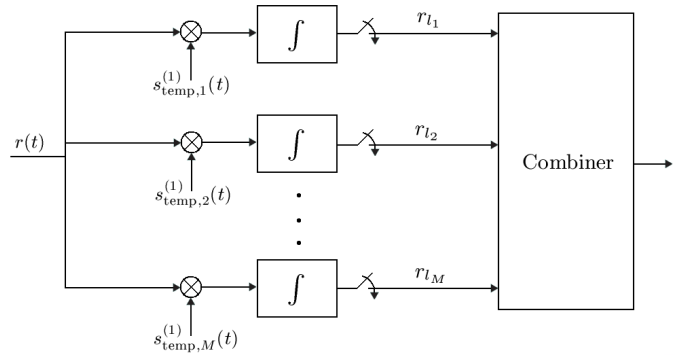 ∫
r_{l_1}
s^{(1)}_{temp,1}(t)
r(t)
∫
r_{l_2}
Combiner
s^{(1)}_{temp,2}(t)
∫
r_{l_M}
s^{(1)}_{temp,M}(t)